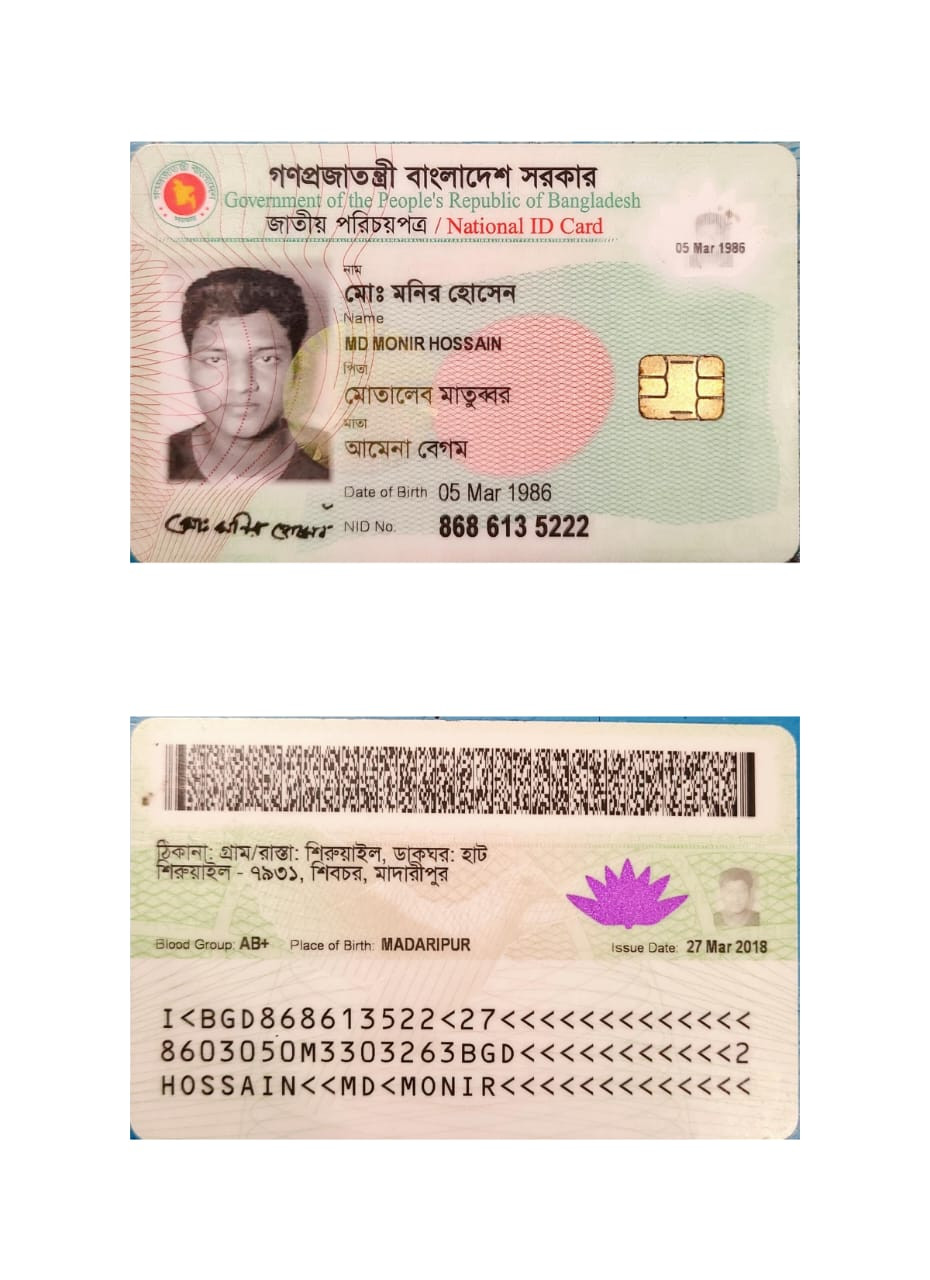 গণপ্রজাতন্ত্রী বাংলাদেশ সরকার
Government of the People's Republic of Bangladesh
জাতীয় পরিচয়পত্র / National ID Card
05 Mar 1986
নাম
মোঃ মনির হোসেন
Name
MD MONIR HOSSAIN
পিতা
মোতালেব মাতুব্বর
মাতা
আমেনা বেগম
Date of Birth 05 Mar 1986
মোঃ মনির হোসেন
NID No. 868 613 5222
ঠিকানা: গ্রাম/রাস্তা: শিরুয়াইল, ডাকঘর: হাট
শিরুয়াইল - ৭৯৩১, শিবচর, মাদারীপুর
Blood Group: AB+ Place of Birth: MADARIPUR Issue Date: 27 Mar 2018
I<BGD868613522<27<<<<<<<<<<<<<
8603050M3303263BGD<<<<<<<<<<<2
HOSSAIN<<MD<MONIR<<<<<<<<<<<<<